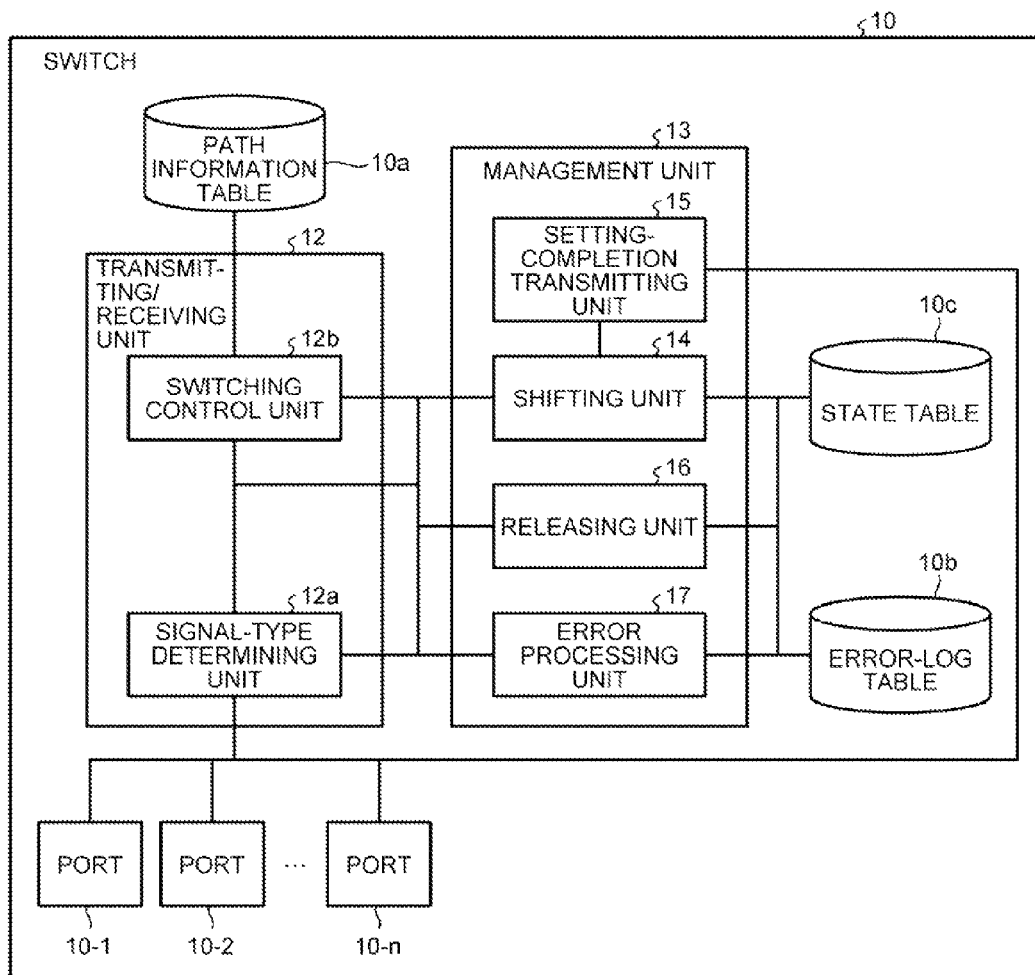 10
SWITCH
PATH
INFORMATION
TABLE
10a
13
MANAGEMENT UNIT
15
SETTING-
COMPLETION
TRANSMITTING
UNIT
12
TRANSMIT-
TING/
RECEIVING
UNIT
12b
SWITCHING
CONTROL UNIT
14
SHIFTING UNIT
10c
STATE TABLE
16
RELEASING UNIT
12a
SIGNAL-TYPE
DETERMINING
UNIT
17
ERROR
PROCESSING
UNIT
10b
ERROR-LOG
TABLE
PORT
PORT
...
PORT
10-1
10-2
10-n